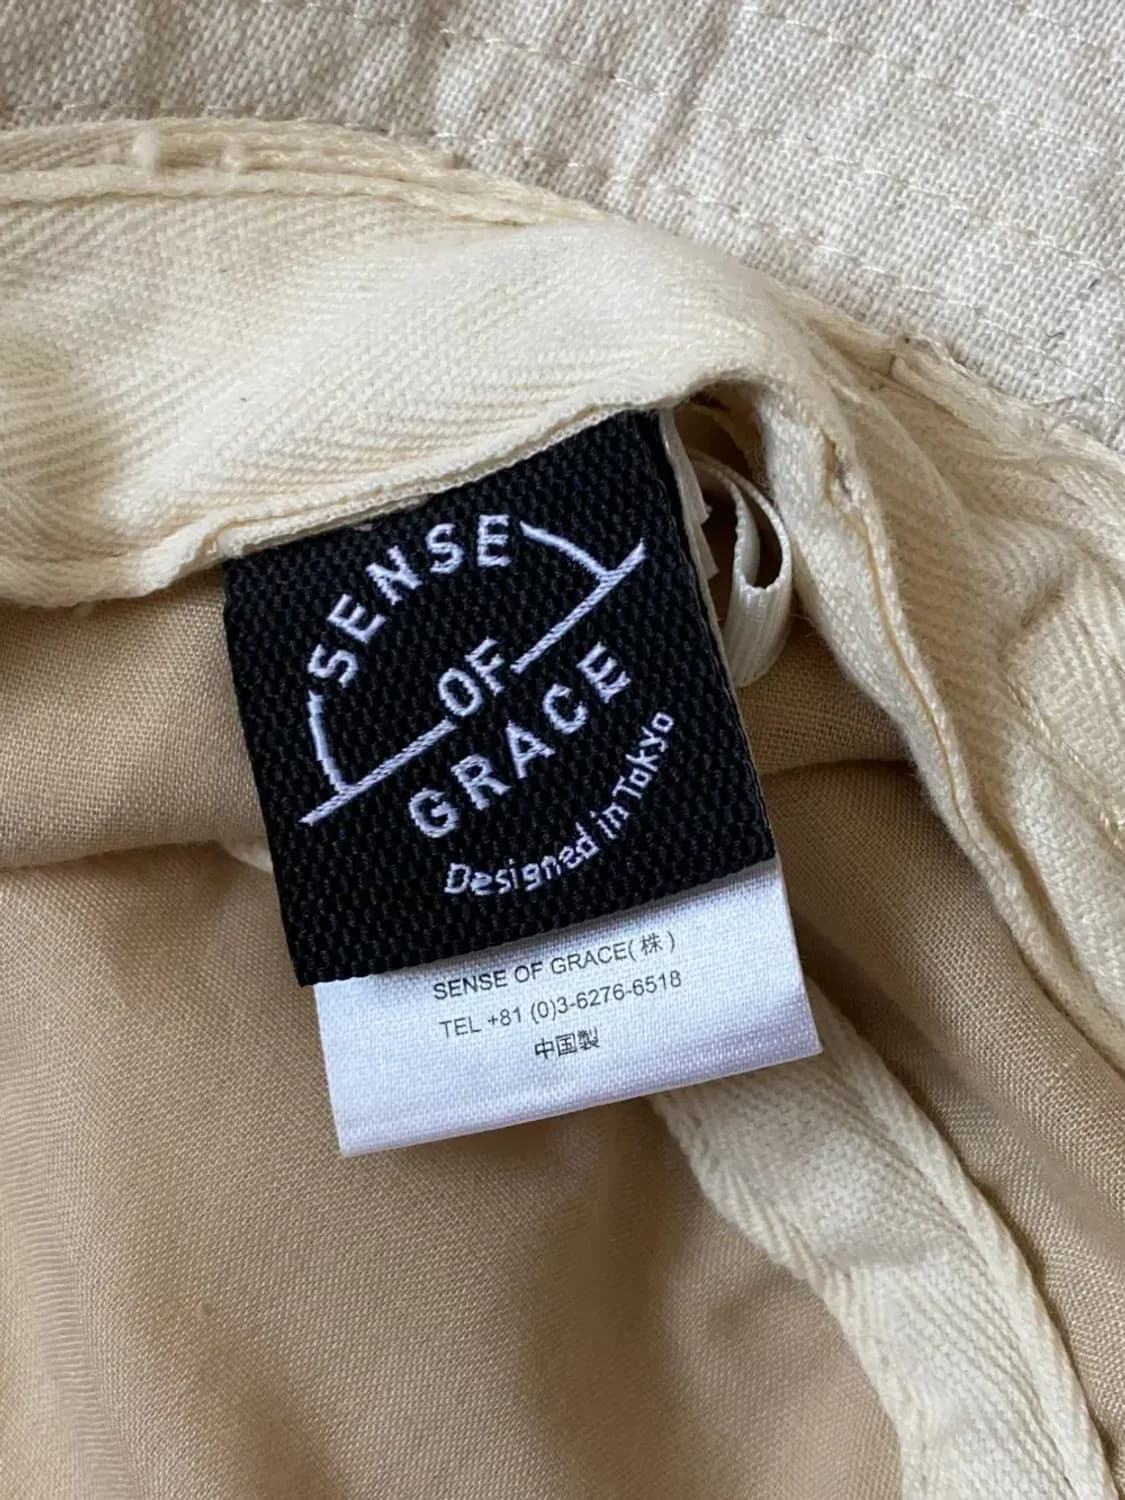 SENSE
OF
GRACE
Designed in Tokyo
SENSE OF GRACE(株)
TEL +81 (0)3-6276-6518
中国製